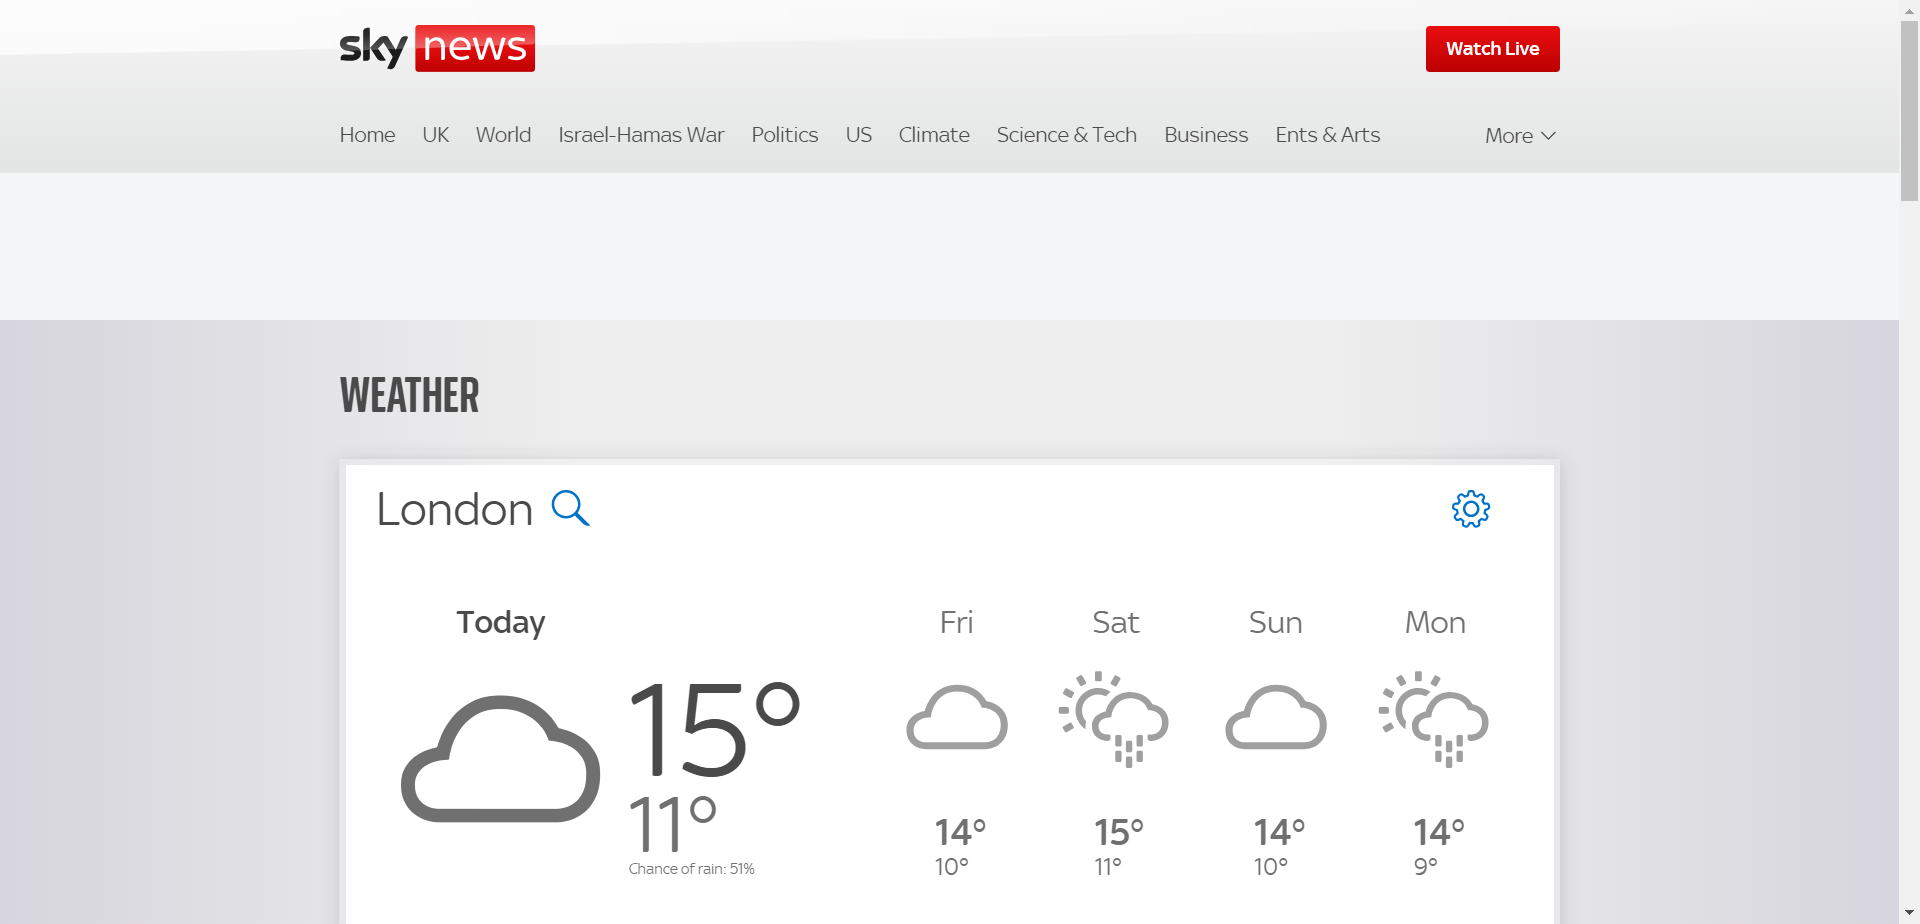 sky news
Watch Live
Home UK World Israel-Hamas War Politics US Climate Science & Tech Business Ents & Arts More
WEATHER
London
Today Fri Sat Sun Mon
15°
11°
Chance of rain: 51%
14° 15° 14° 14°
10° 11° 10° 9°